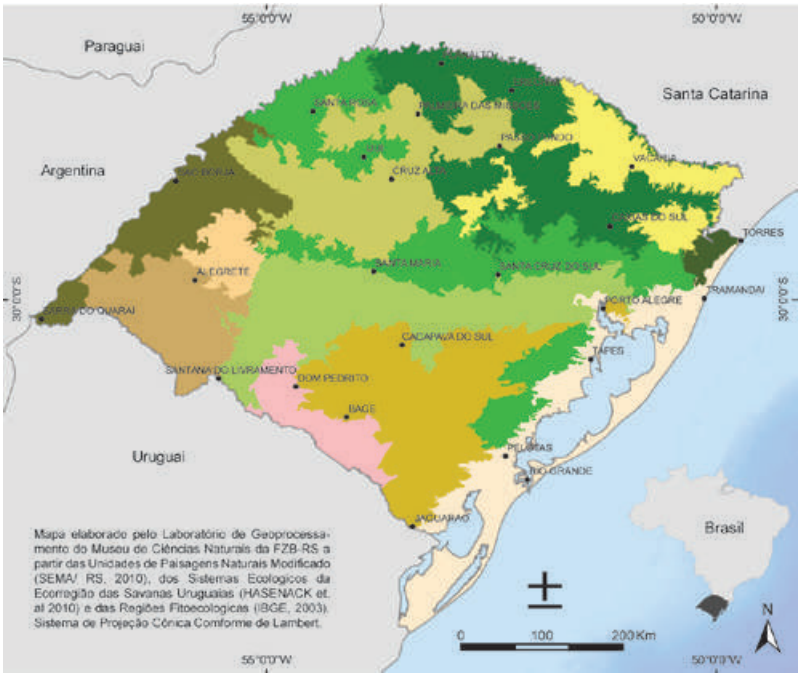 55°0'0"W
50°0'0"W
Paraguai
Santa Catarina
SANTA ROSA
PALMEIRA DAS MISSÕES
PASSO FUNDO
IJUÍ
VACARIA
Argentina
SÃO BORJA
CRUZ ALTA
CAXIAS DO SUL
TORRES
ALEGRETE
SANTA MARIA
SANTA CRUZ DO SUL
30°0'0"S
30°0'0"S
TRAMANDAI
BARRA DO QUARAI
PORTO ALEGRE
CAÇAPAVA DO SUL
TAPES
SANTANA DO LIVRAMENTO
DOM PEDRITO
BAGÉ
Uruguai
PELOTAS
RIO GRANDE
JAGUARÃO
Brasil
Mapa elaborado pelo Laboratório de Geoprocessa-
mento do Museu de Ciências Naturais da FZB-RS a
partir das Unidades de Paisagens Naturais Modificado
(SEMA/ RS, 2010), dos Sistemas Ecologicos da
Ecorregião das Savanas Uruguaias (HASENACK et.
al 2010) e das Regiões Fitoecologicas (IBGE, 2003).
Sistema de Projeção Cônica Comforme de Lambert.
N
0 100 200 Km
55°0'0"W
50°0'0"W